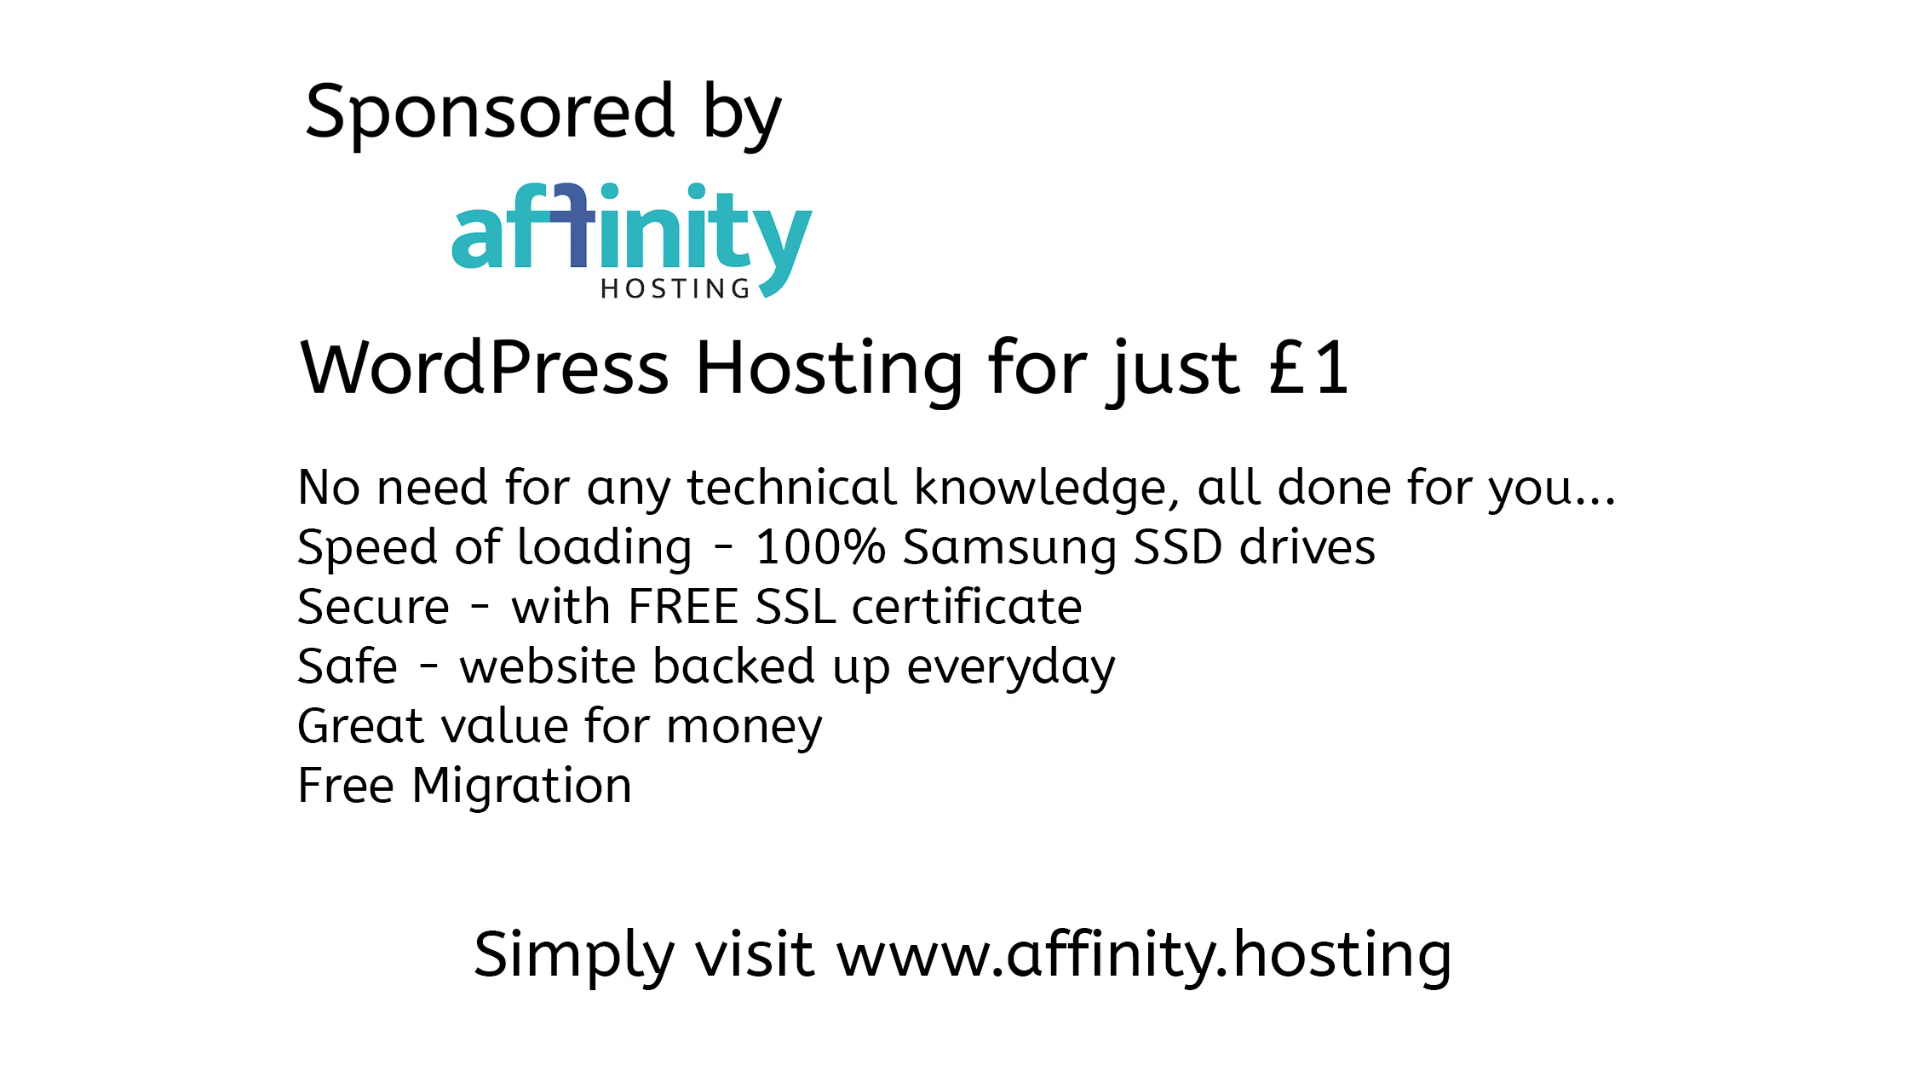 Sponsored by
affinity
HOSTING
WordPress Hosting for just £1
No need for any technical knowledge, all done for you...
Speed of loading - 100% Samsung SSD drives
Secure - with FREE SSL certificate
Safe - website backed up everyday
Great value for money
Free Migration
Simply visit www.affinity.hosting